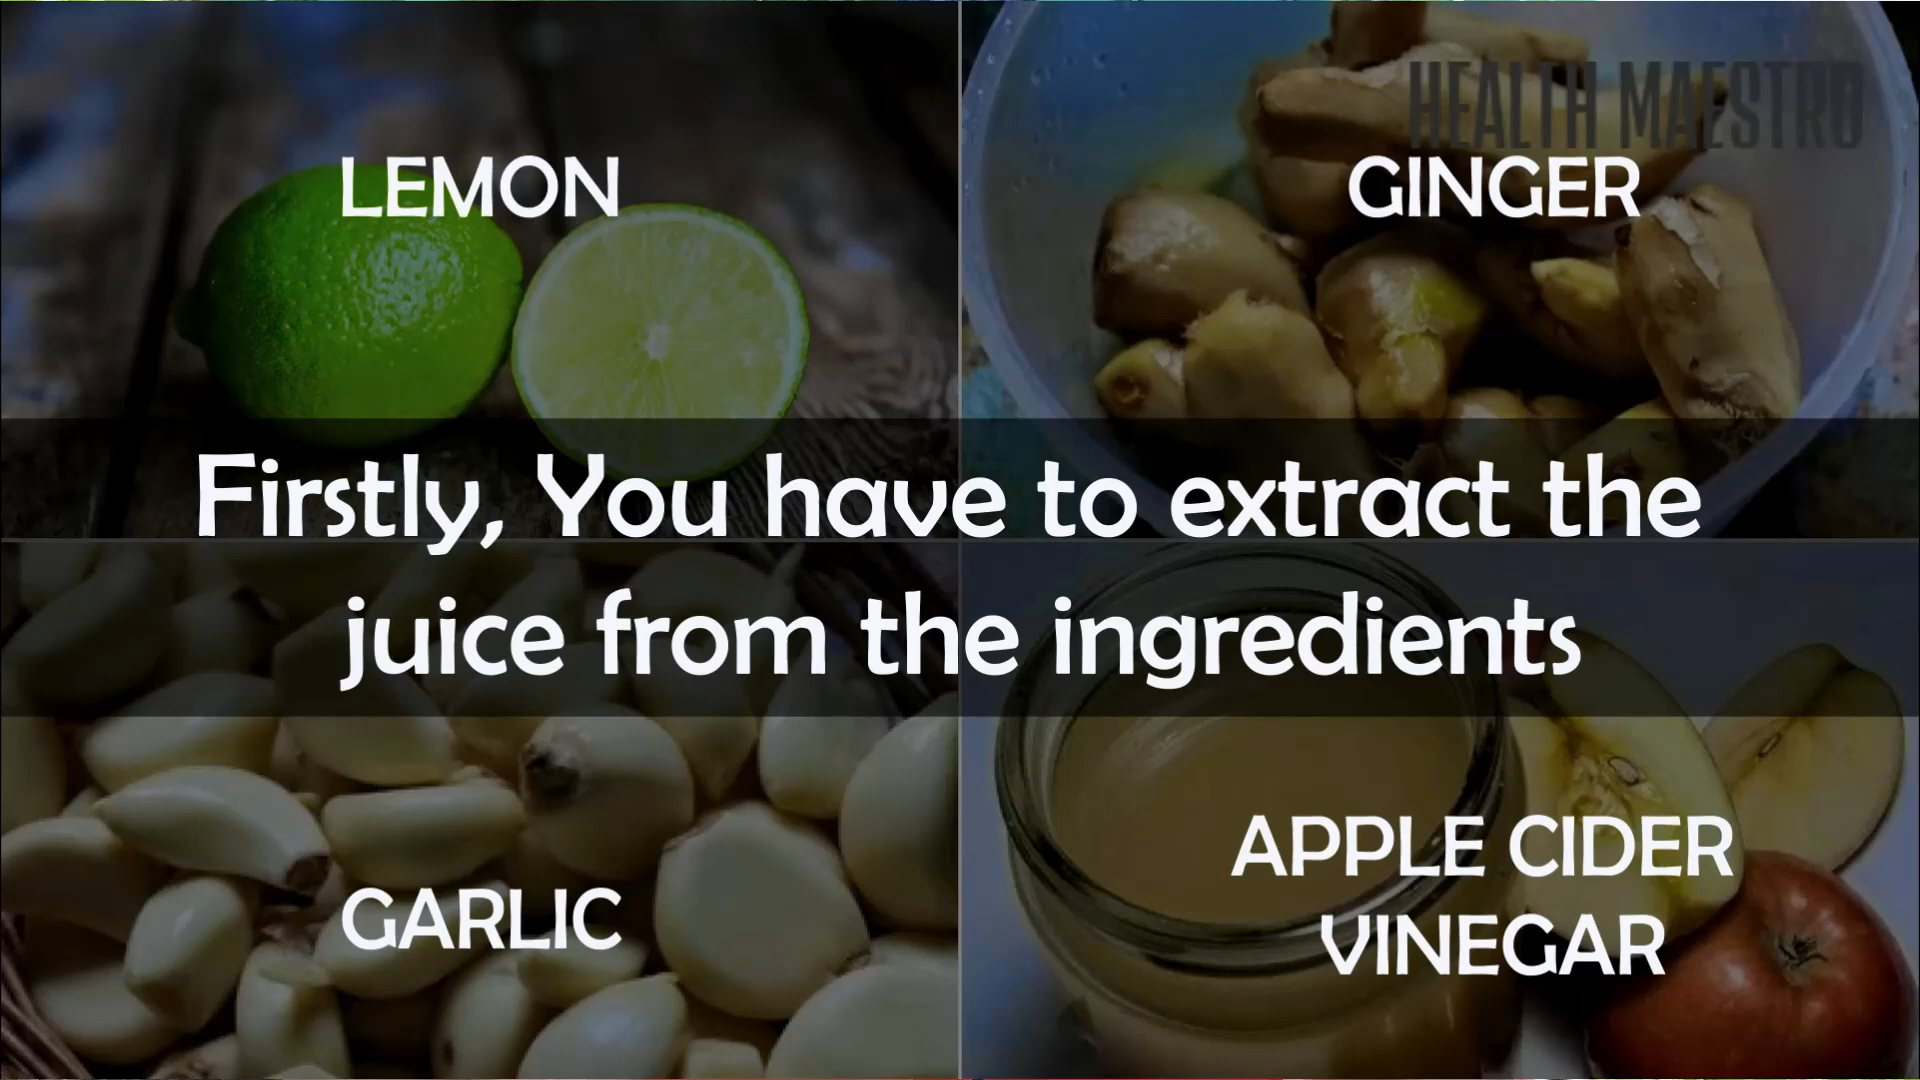 HEALTH MAESTRO
LEMON
GINGER
Firstly, You have to extract the
juice from the ingredients
GARLIC
APPLE CIDER
VINEGAR